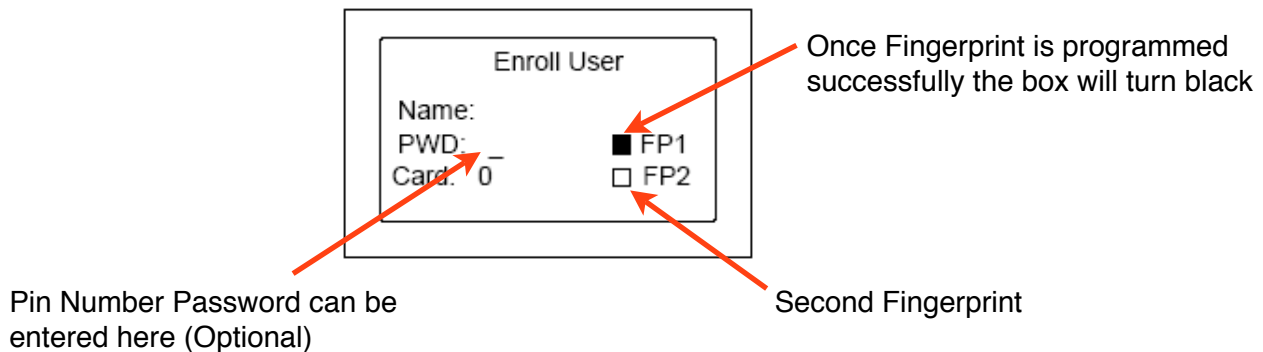 Enroll User
Name:
PWD: _
■ FP1
Card: 0
□ FP2
Once Fingerprint is programmed
successfully the box will turn black
Pin Number Password can be
entered here (Optional)
Second Fingerprint